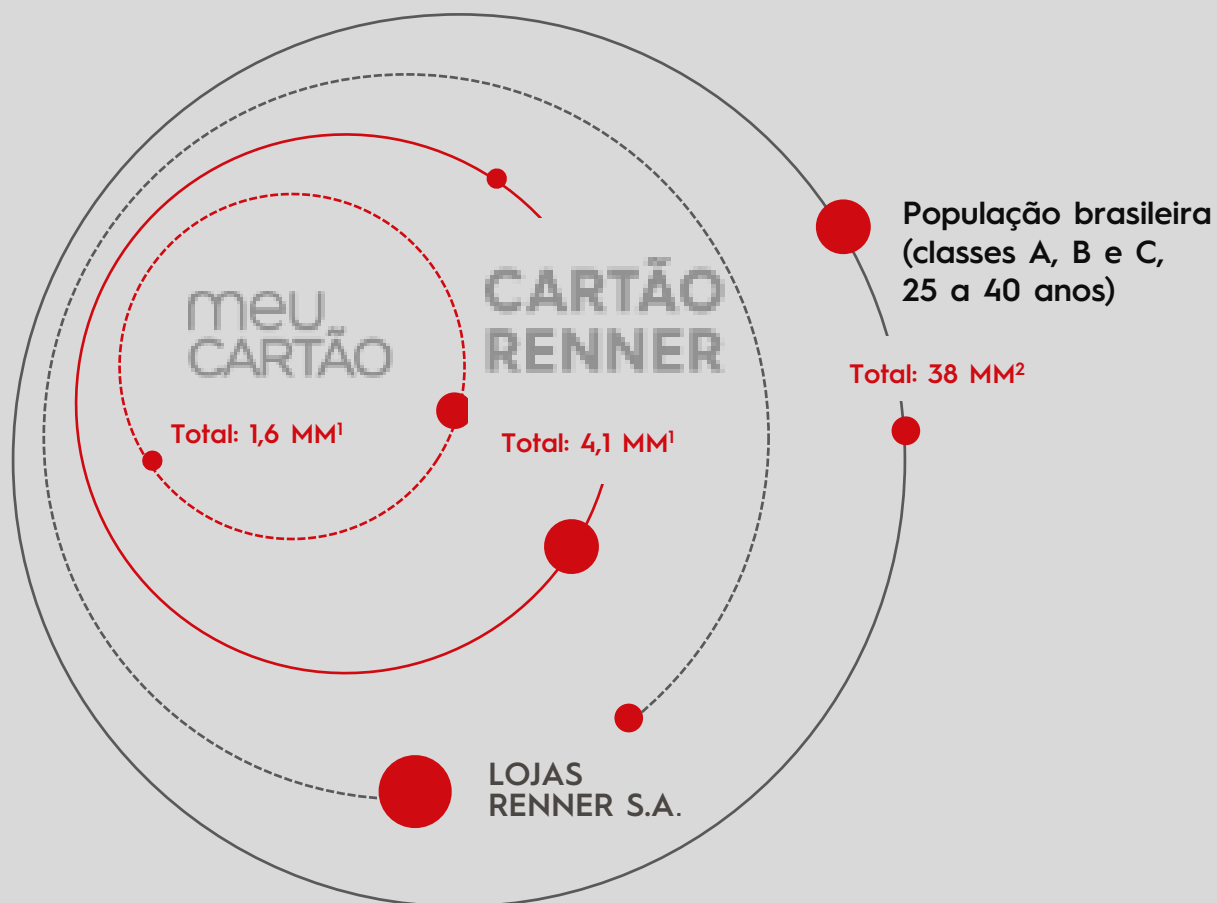 meu
CARTÃO
Total: 1,6 MM¹
CARTÃO
RENNER
Total: 4,1 MM¹
População brasileira
(classes A, B e C,
25 a 40 anos)
Total: 38 MM²
LOJAS
RENNER S.A.